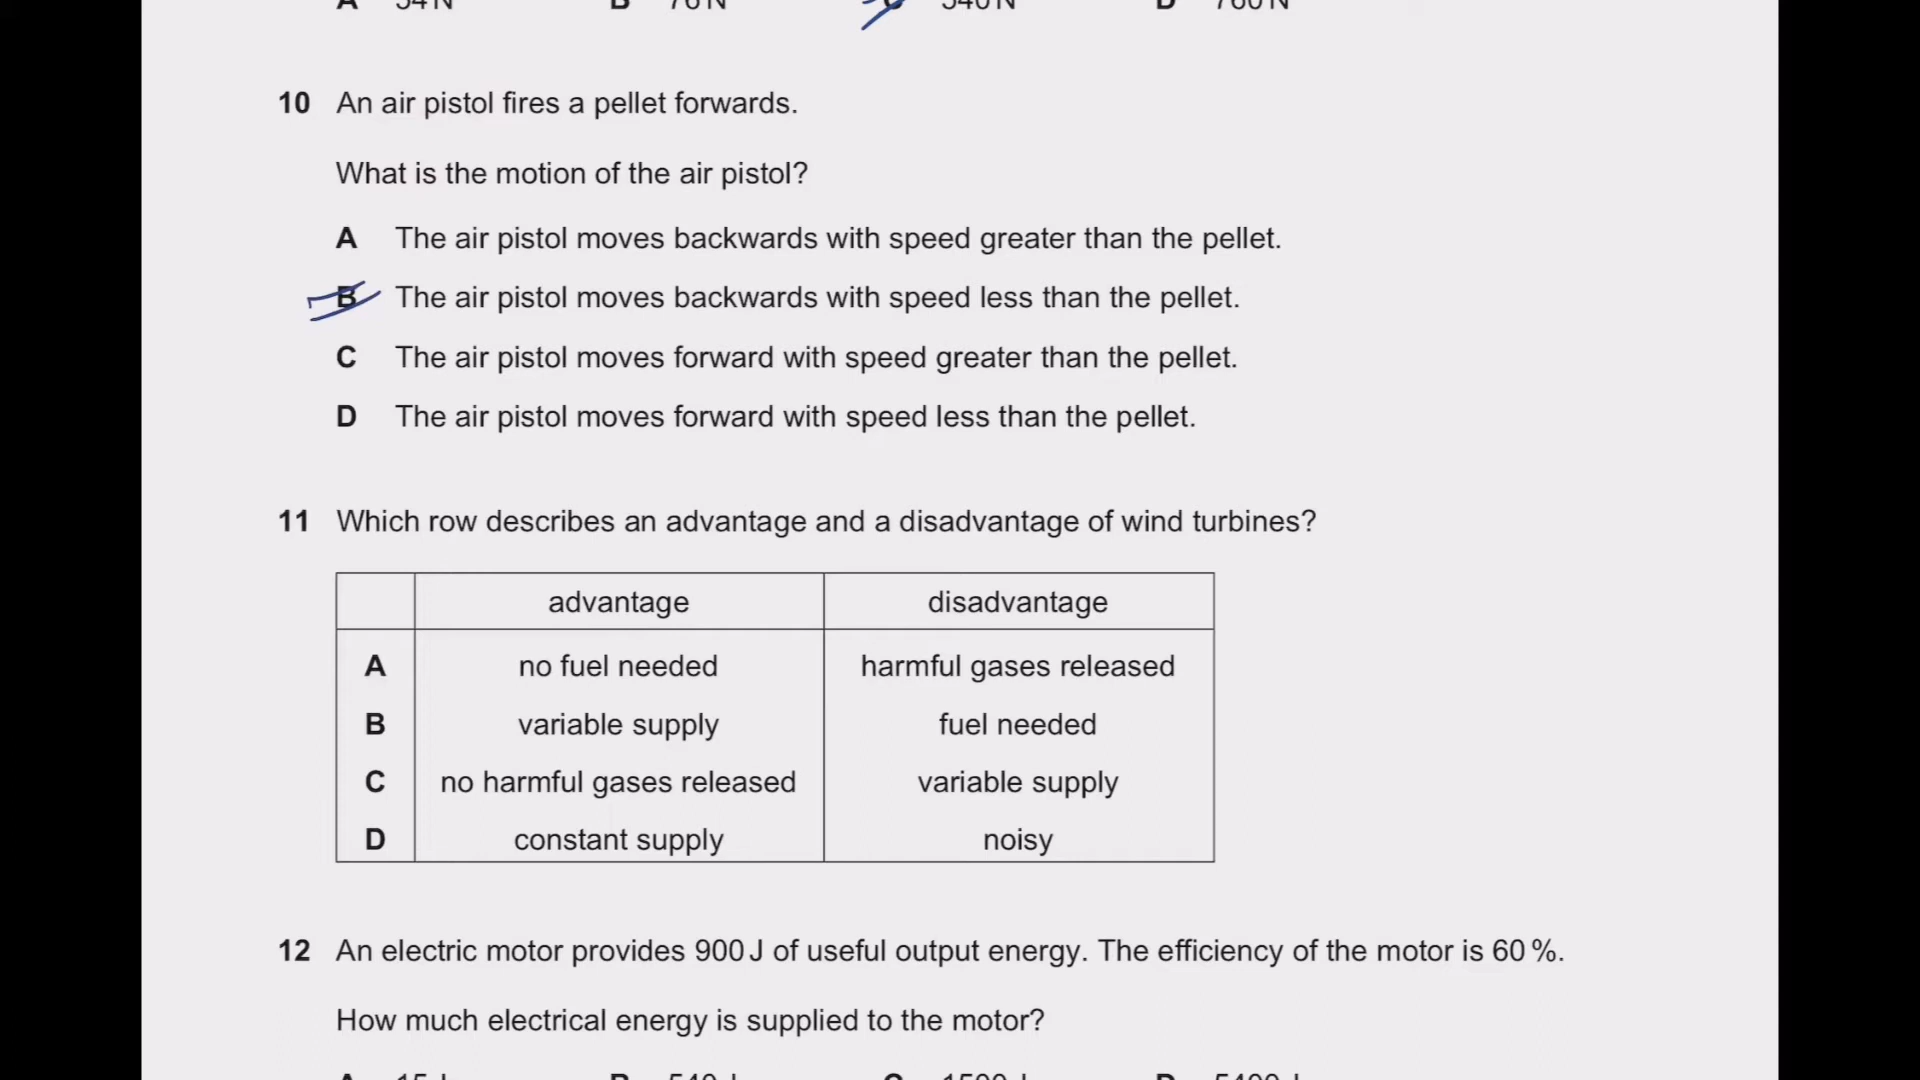 A 54 N B 76 N C 540 N D 760 N
10 An air pistol fires a pellet forwards.
What is the motion of the air pistol?
A The air pistol moves backwards with speed greater than the pellet.
B The air pistol moves backwards with speed less than the pellet.
C The air pistol moves forward with speed greater than the pellet.
D The air pistol moves forward with speed less than the pellet.
11 Which row describes an advantage and a disadvantage of wind turbines?
advantage disadvantage
A no fuel needed harmful gases released
B variable supply fuel needed
C no harmful gases released variable supply
D constant supply noisy
12 An electric motor provides 900 J of useful output energy. The efficiency of the motor is 60 %.
How much electrical energy is supplied to the motor?